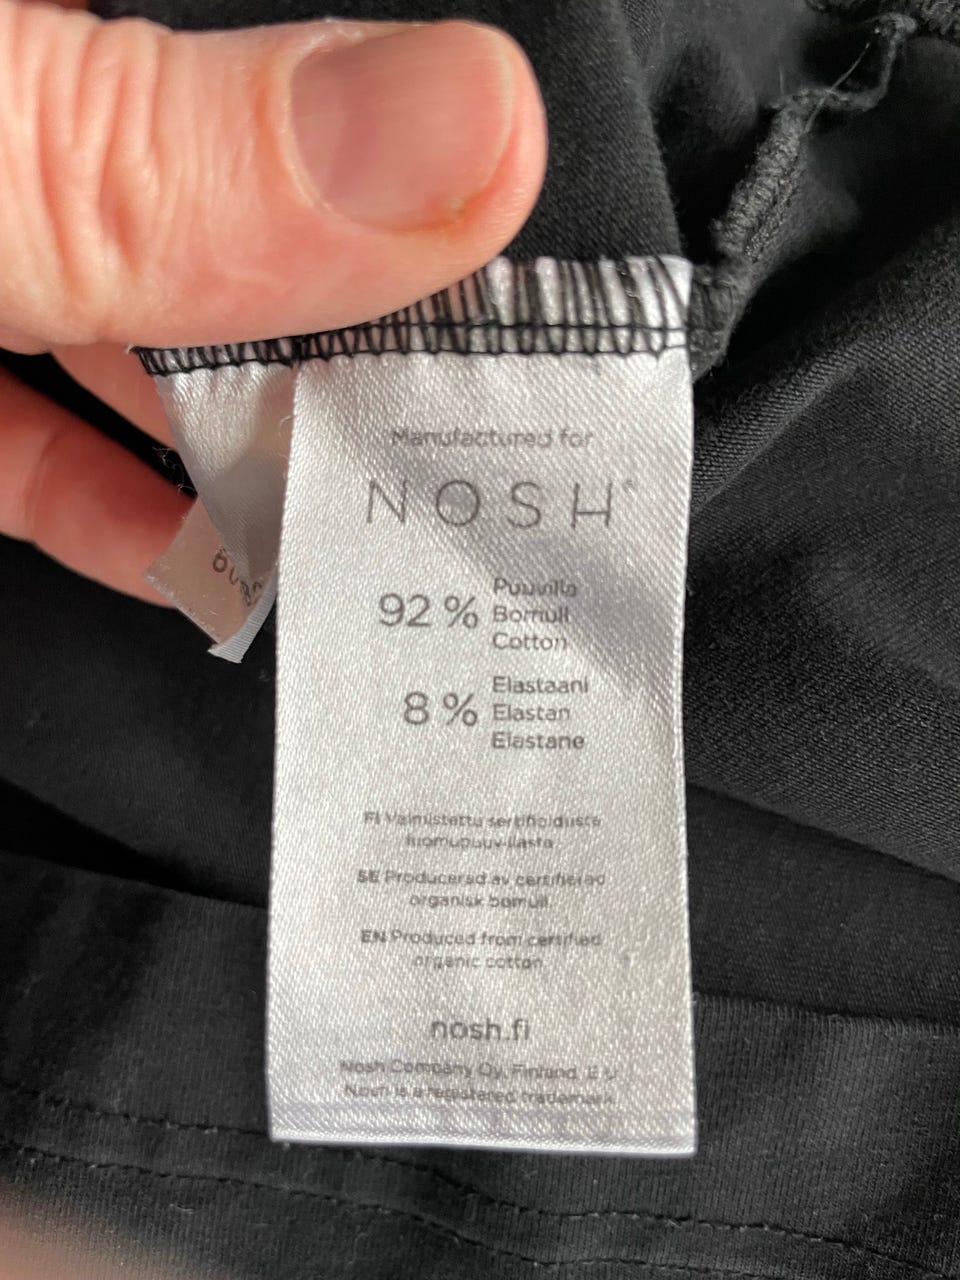 Manufactured for
NOSH®
92 % Puuvilla
Bomull
Cotton
8 % Elastaani
Elastan
Elastane
FI Valmistettu sertifioidusta
luomupuuvillasta
SE Producerad av certifierad
organisk bomull
EN Produced from certified
organic cotton
nosh.fi
Nosh Company Oy, Finland, EU
Nosh is a registered trademark.